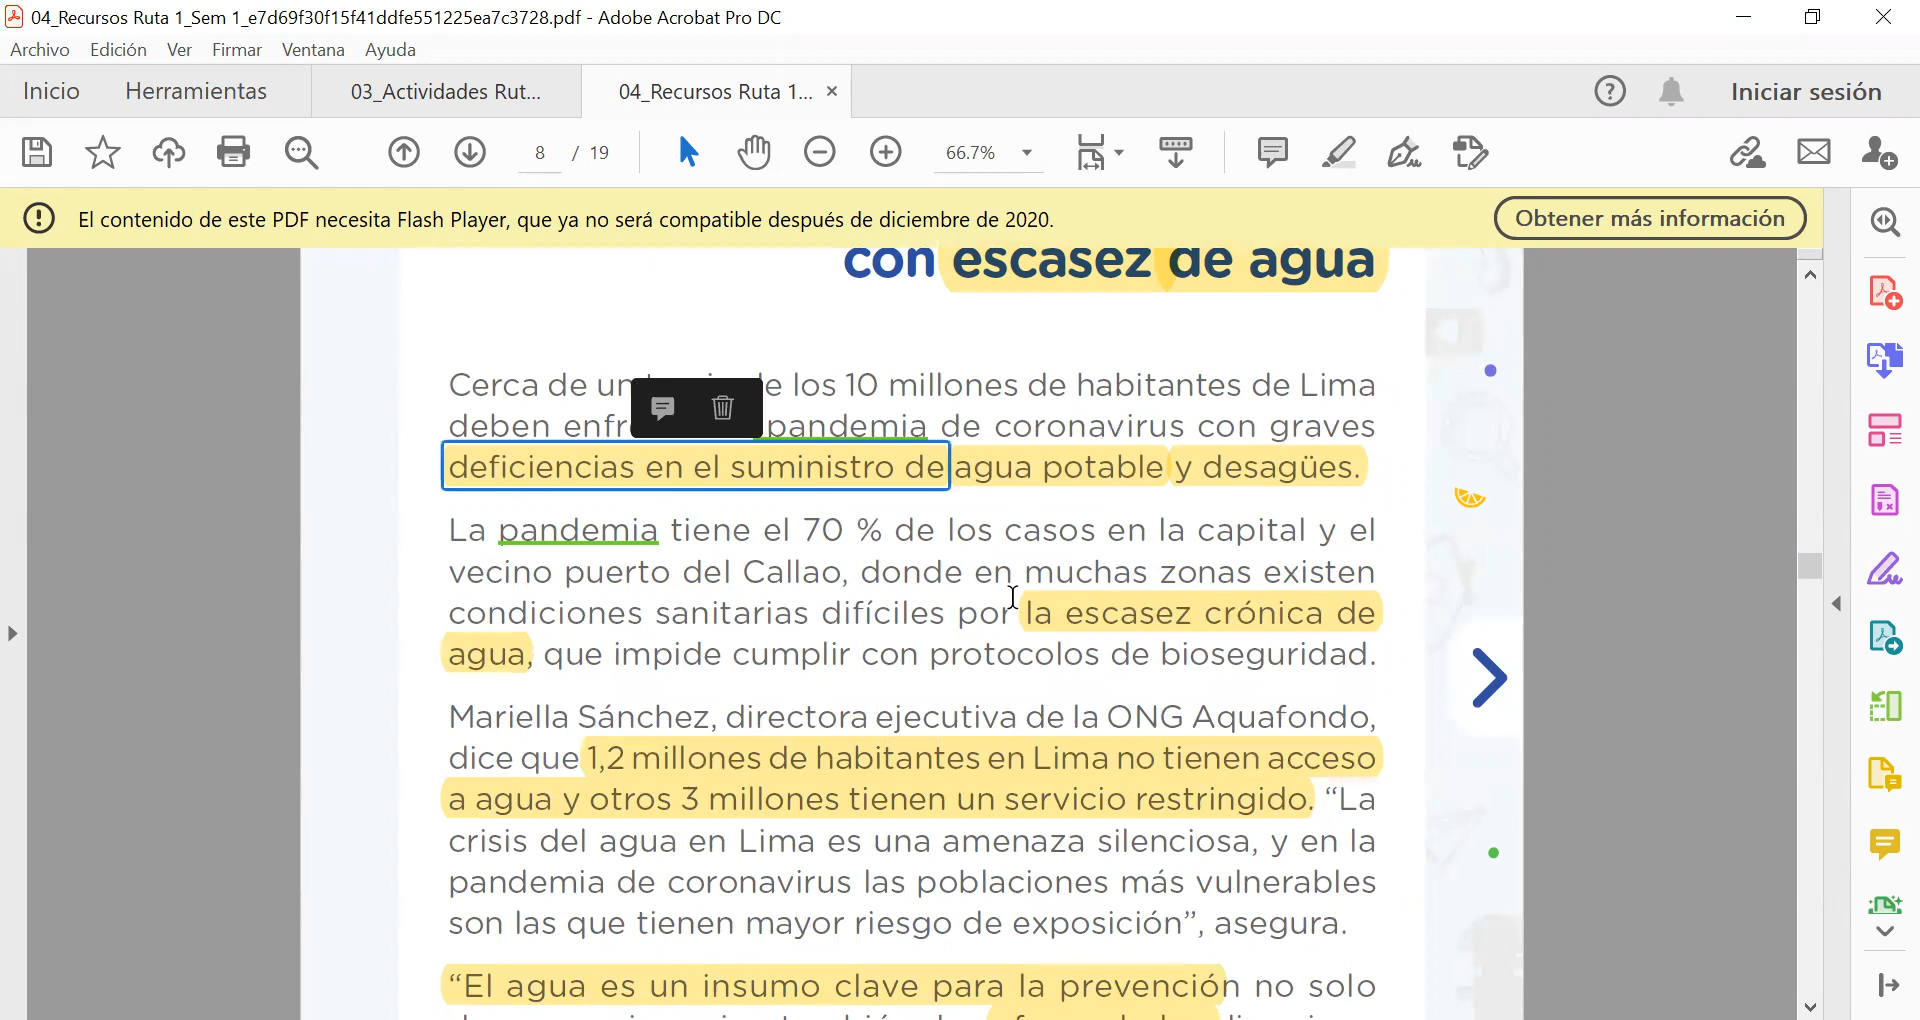 04_Recursos Ruta 1_Sem 1_e7d69f30f15f41ddfe551225ea7c3728.pdf - Adobe Acrobat Pro DC
Archivo Edición Ver Firmar Ventana Ayuda
Inicio Herramientas 03_Actividades Rut... 04_Recursos Ruta 1... × Iniciar sesión
8 / 19 66.7%
El contenido de este PDF necesita Flash Player, que ya no será compatible después de diciembre de 2020. Obtener más información
con escasez de agua
Cerca de un los 10 millones de habitantes de Lima
deben pandemia de coronavirus con graves
deficiencias en el suministro de agua potable y desagües.
La pandemia tiene el 70 % de los casos en la capital y el
vecino puerto del Callao, donde en muchas zonas existen
condiciones sanitarias difíciles por la escasez crónica de
agua, que impide cumplir con protocolos de bioseguridad.
Mariella Sánchez, directora ejecutiva de la ONG Aquafondo,
dice que 1,2 millones de habitantes en Lima no tienen acceso
a agua y otros 3 millones tienen un servicio restringido. “La
crisis del agua en Lima es una amenaza silenciosa, y en la
pandemia de coronavirus las poblaciones más vulnerables
son las que tienen mayor riesgo de exposición”, asegura.
“El agua es un insumo clave para la prevención no solo